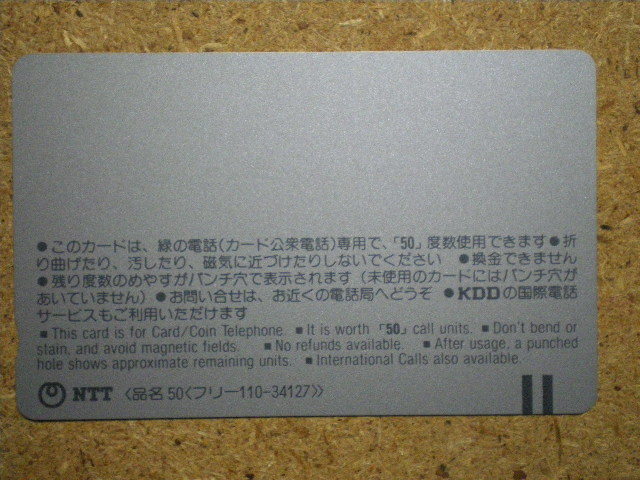 ●このカードは、緑の電話(カード公衆電話)専用で、「50」度数使用できます●折
り曲げたり、汚したり、磁気に近づけたりしないでください ●換金できません
●残り度数のめやすがパンチ穴で表示されます(未使用のカードにはパンチ穴が
あいていません)●お問い合せは、お近くの電話局へどうぞ ●KDDの国際電話
サービスもご利用いただけます
■This card is for Card/Coin Telephone. ■It is worth「50」call units. ■Don't bend or
stain, and avoid magnetic fields. ■No refunds available. ■After usage, a punched
hole shows approximate remaining units. ■International Calls also available.
NTT 〈品名 50〈フリー110-34127〉〉